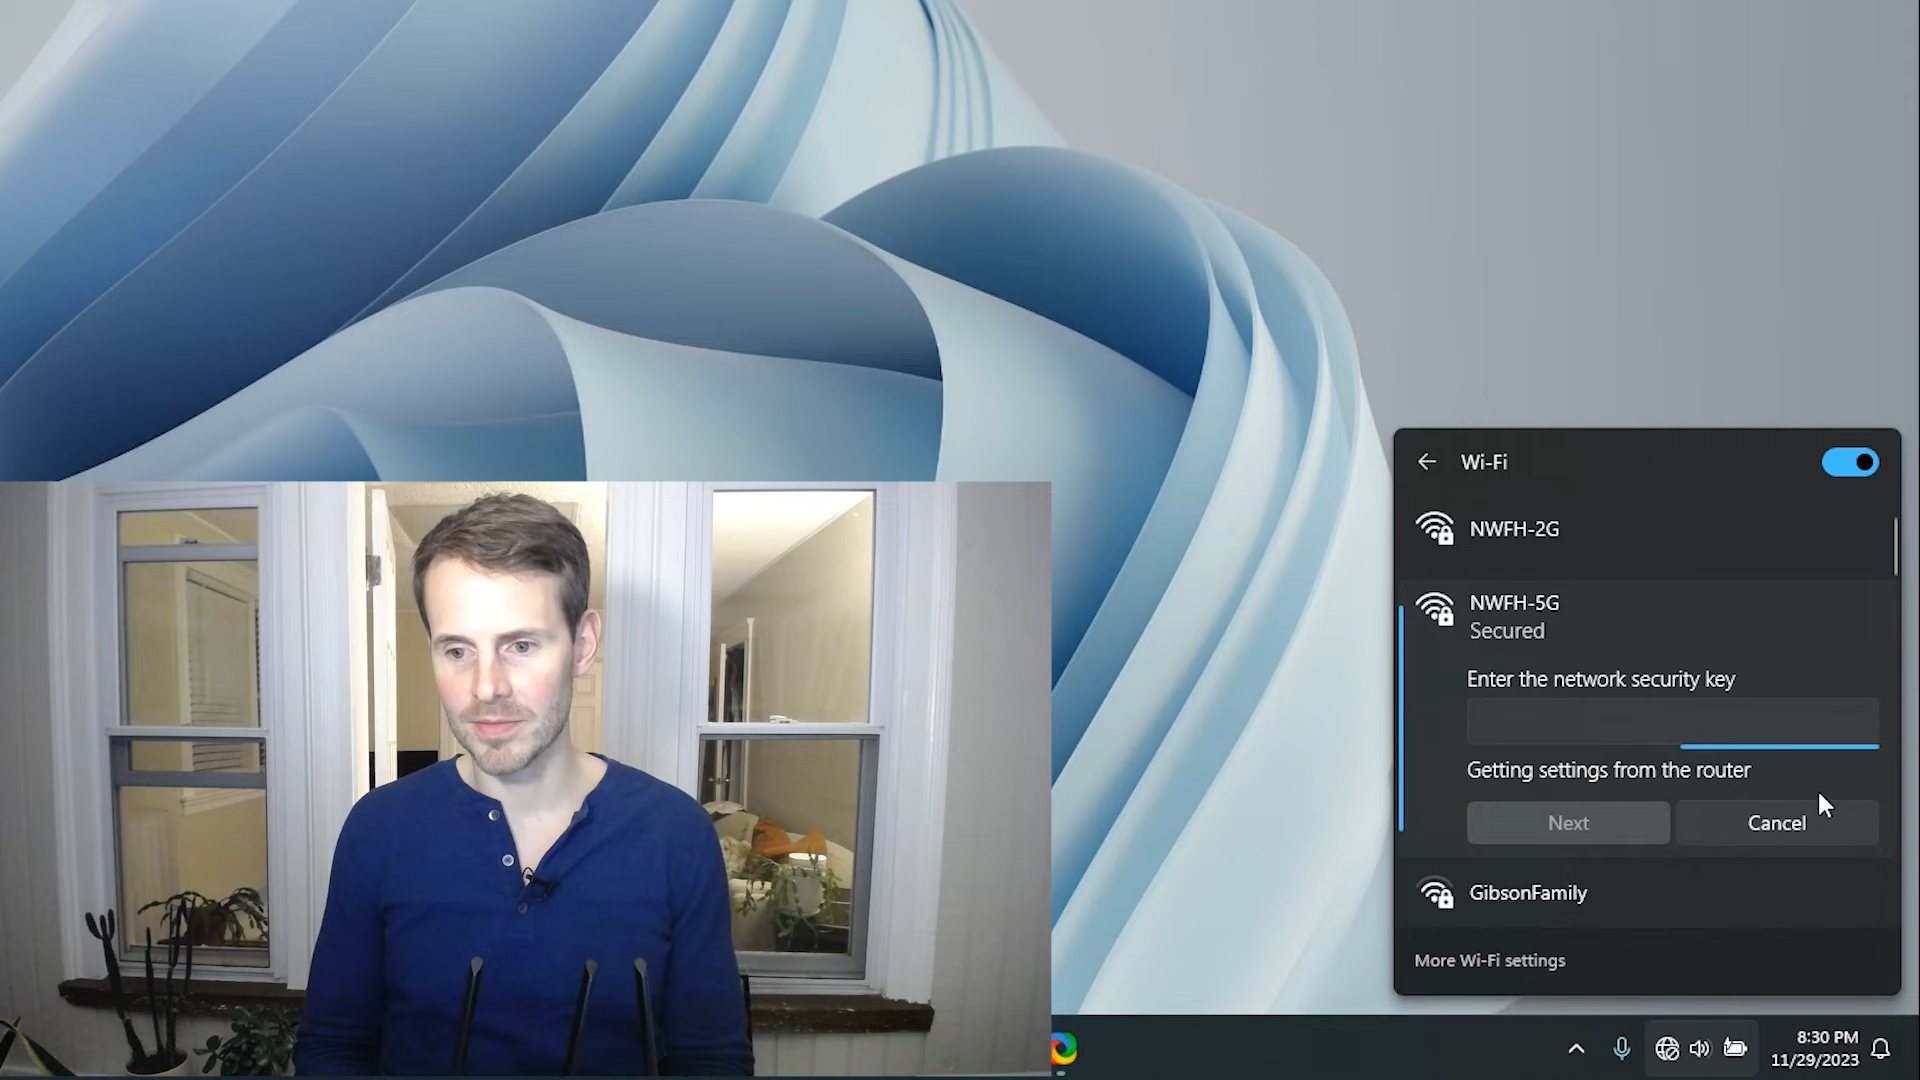 Wi-Fi
NWFH-2G
NWFH-5G
Secured
Enter the network security key
Getting settings from the router
Next
Cancel
GibsonFamily
More Wi-Fi settings
8:30 PM
11/29/2023